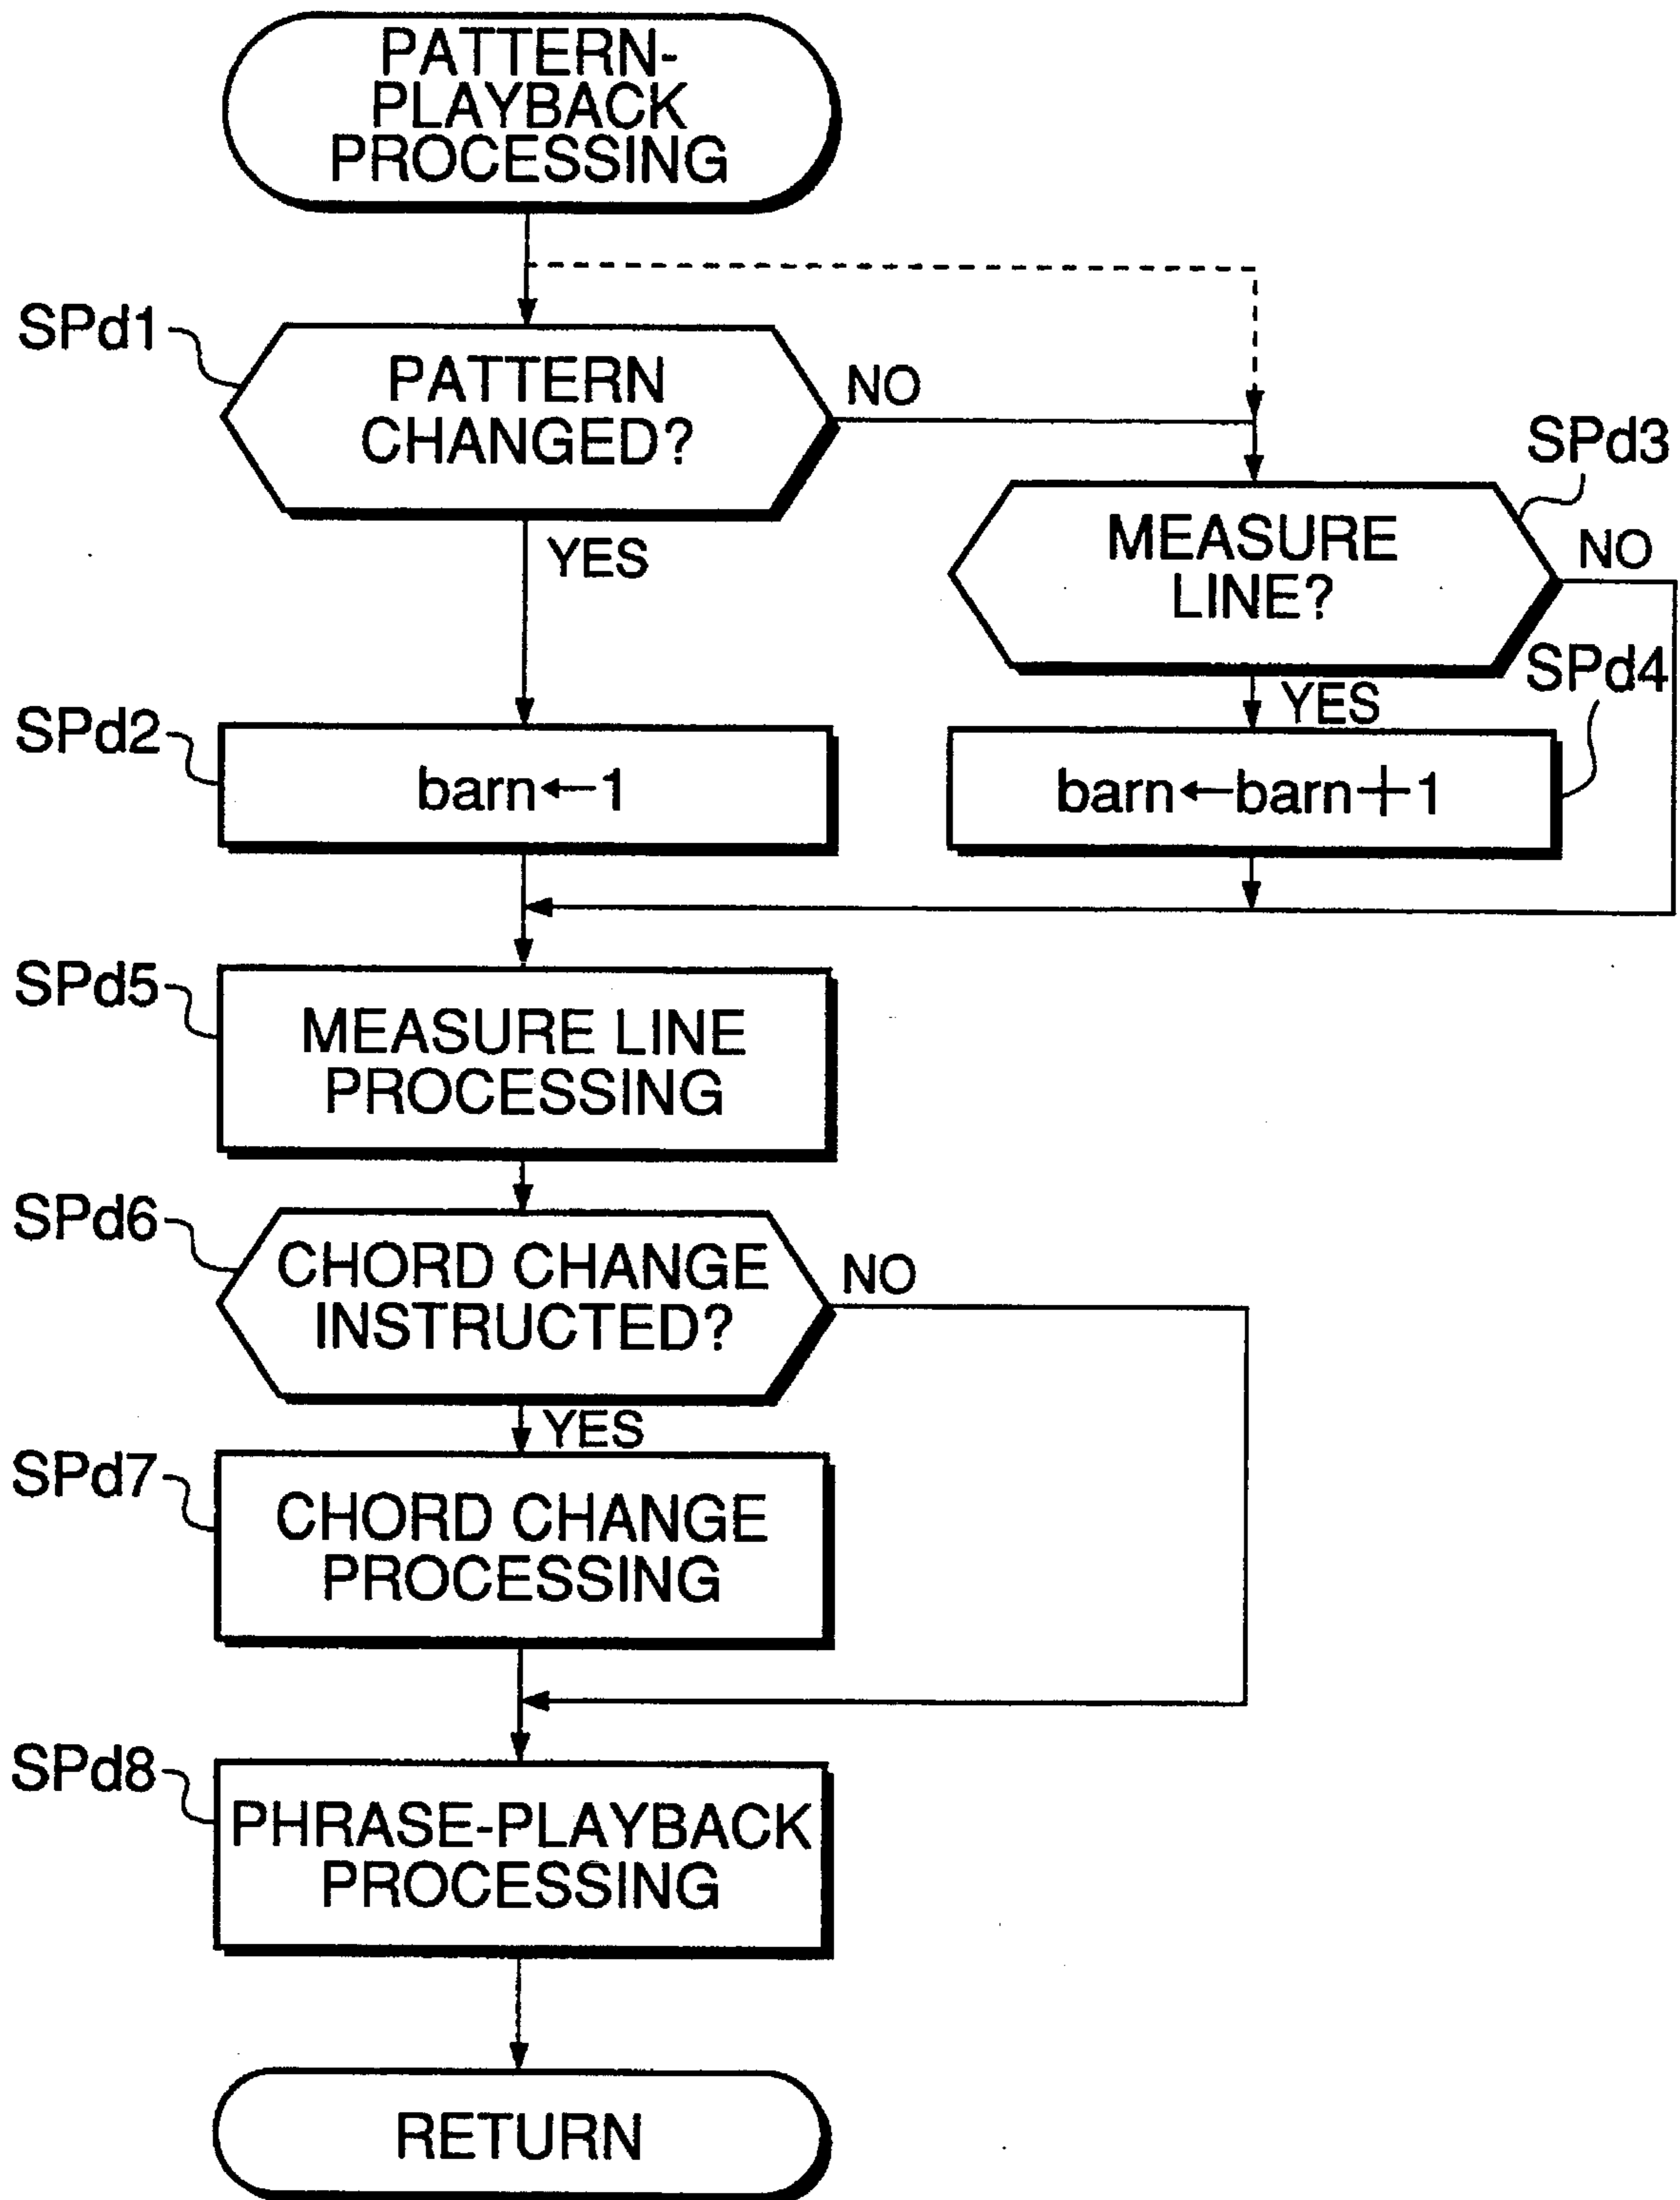 PATTERN-
PLAYBACK
PROCESSING
SPd1
PATTERN
CHANGED?
NO
YES
SPd3
MEASURE
LINE?
NO
YES
SPd4
SPd2
barn←1
barn←barn+1
SPd5
MEASURE LINE
PROCESSING
SPd6
CHORD CHANGE
INSTRUCTED?
NO
YES
SPd7
CHORD CHANGE
PROCESSING
SPd8
PHRASE-PLAYBACK
PROCESSING
RETURN